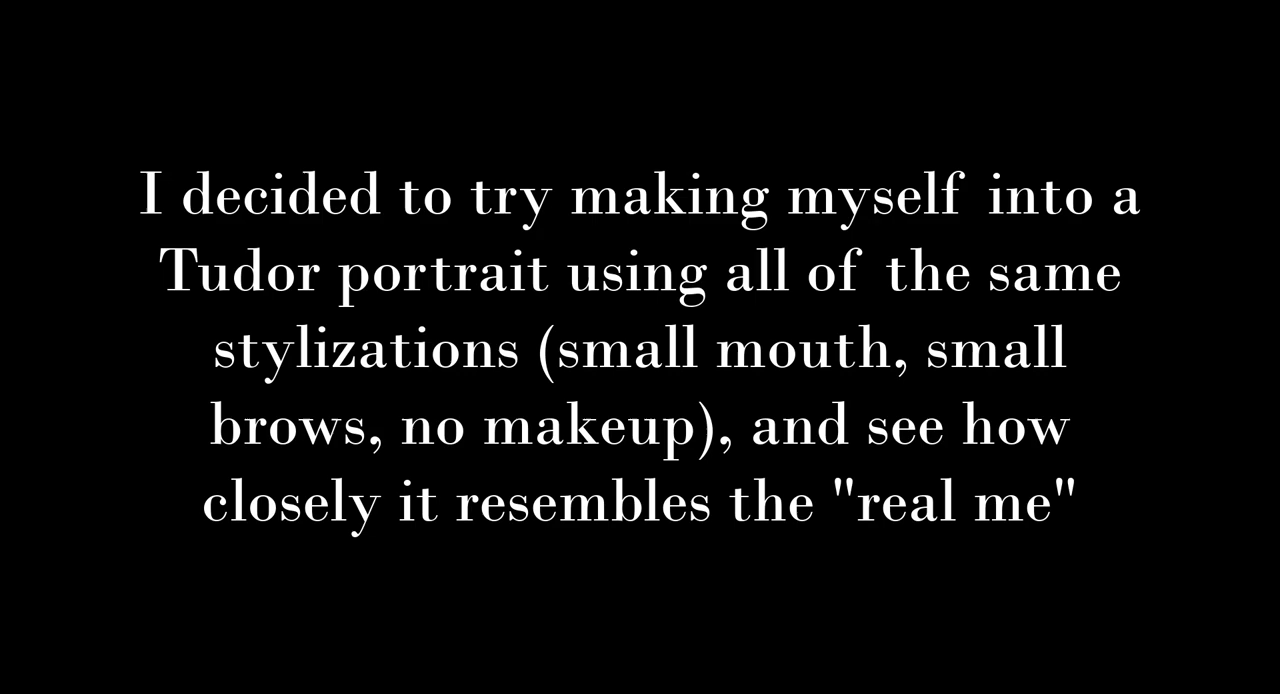 I decided to try making myself into a
Tudor portrait using all of the same
stylizations (small mouth, small
brows, no makeup), and see how
closely it resembles the "real me"